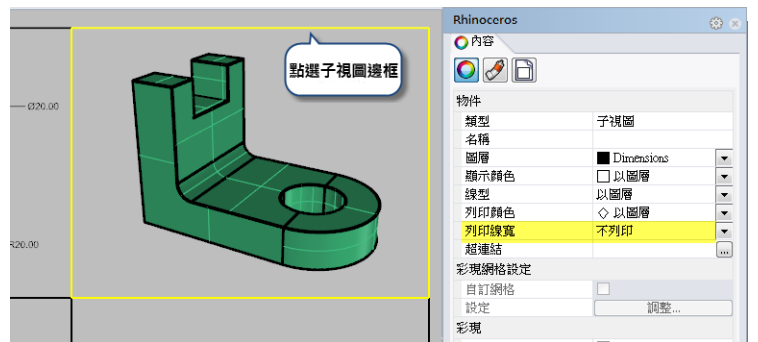 Rhinoceros
內容
點選子視圖邊框
Ø20.00
R20.00
物件
類型 子視圖
名稱
圖層 Dimensions
顯示顏色 以圖層
線型 以圖層
列印顏色 以圖層
列印線寬 不列印
超連結 ...
彩現網格設定
自訂網格
設定 調整...
彩現